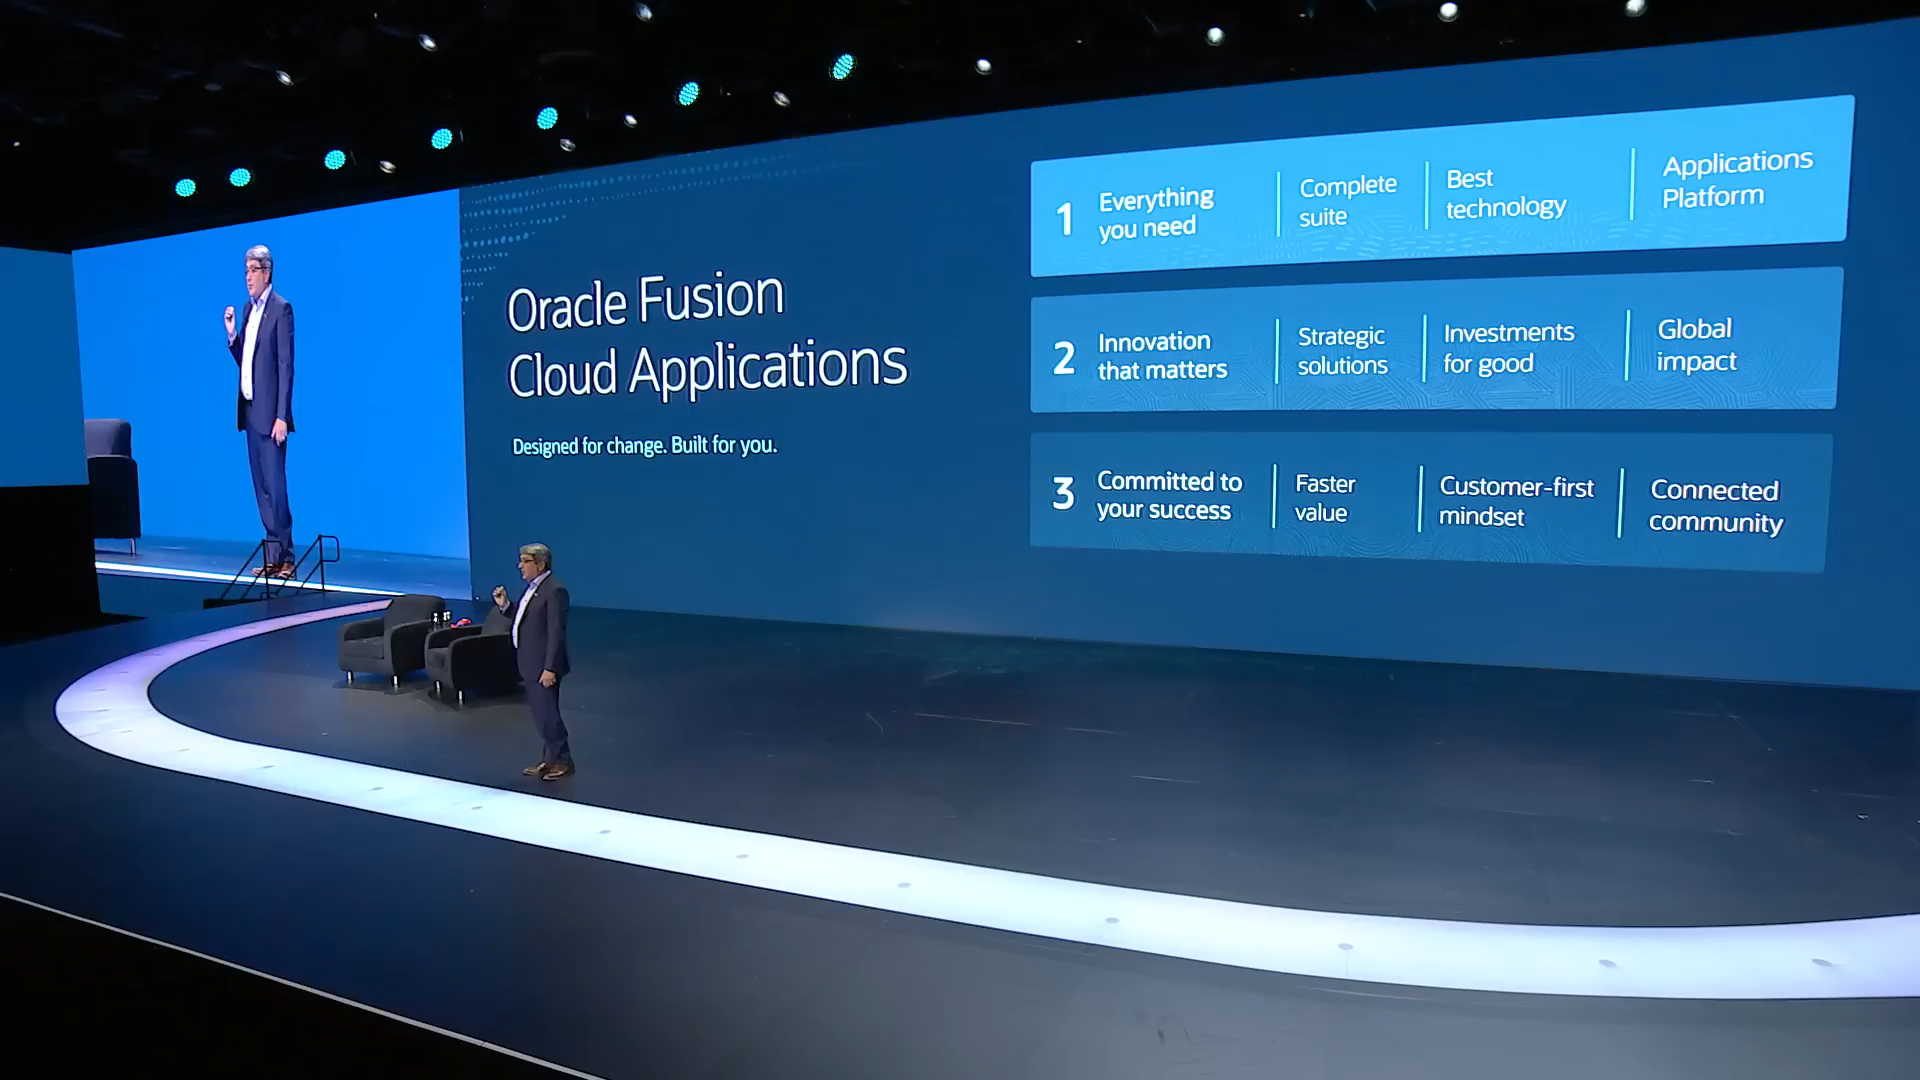 Oracle Fusion
Cloud Applications
Designed for change. Built for you.
1
Everything
you need
Complete
suite
Best
technology
Applications
Platform
2
Innovation
that matters
Strategic
solutions
Investments
for good
Global
impact
3
Committed to
your success
Faster
value
Customer-first
mindset
Connected
community